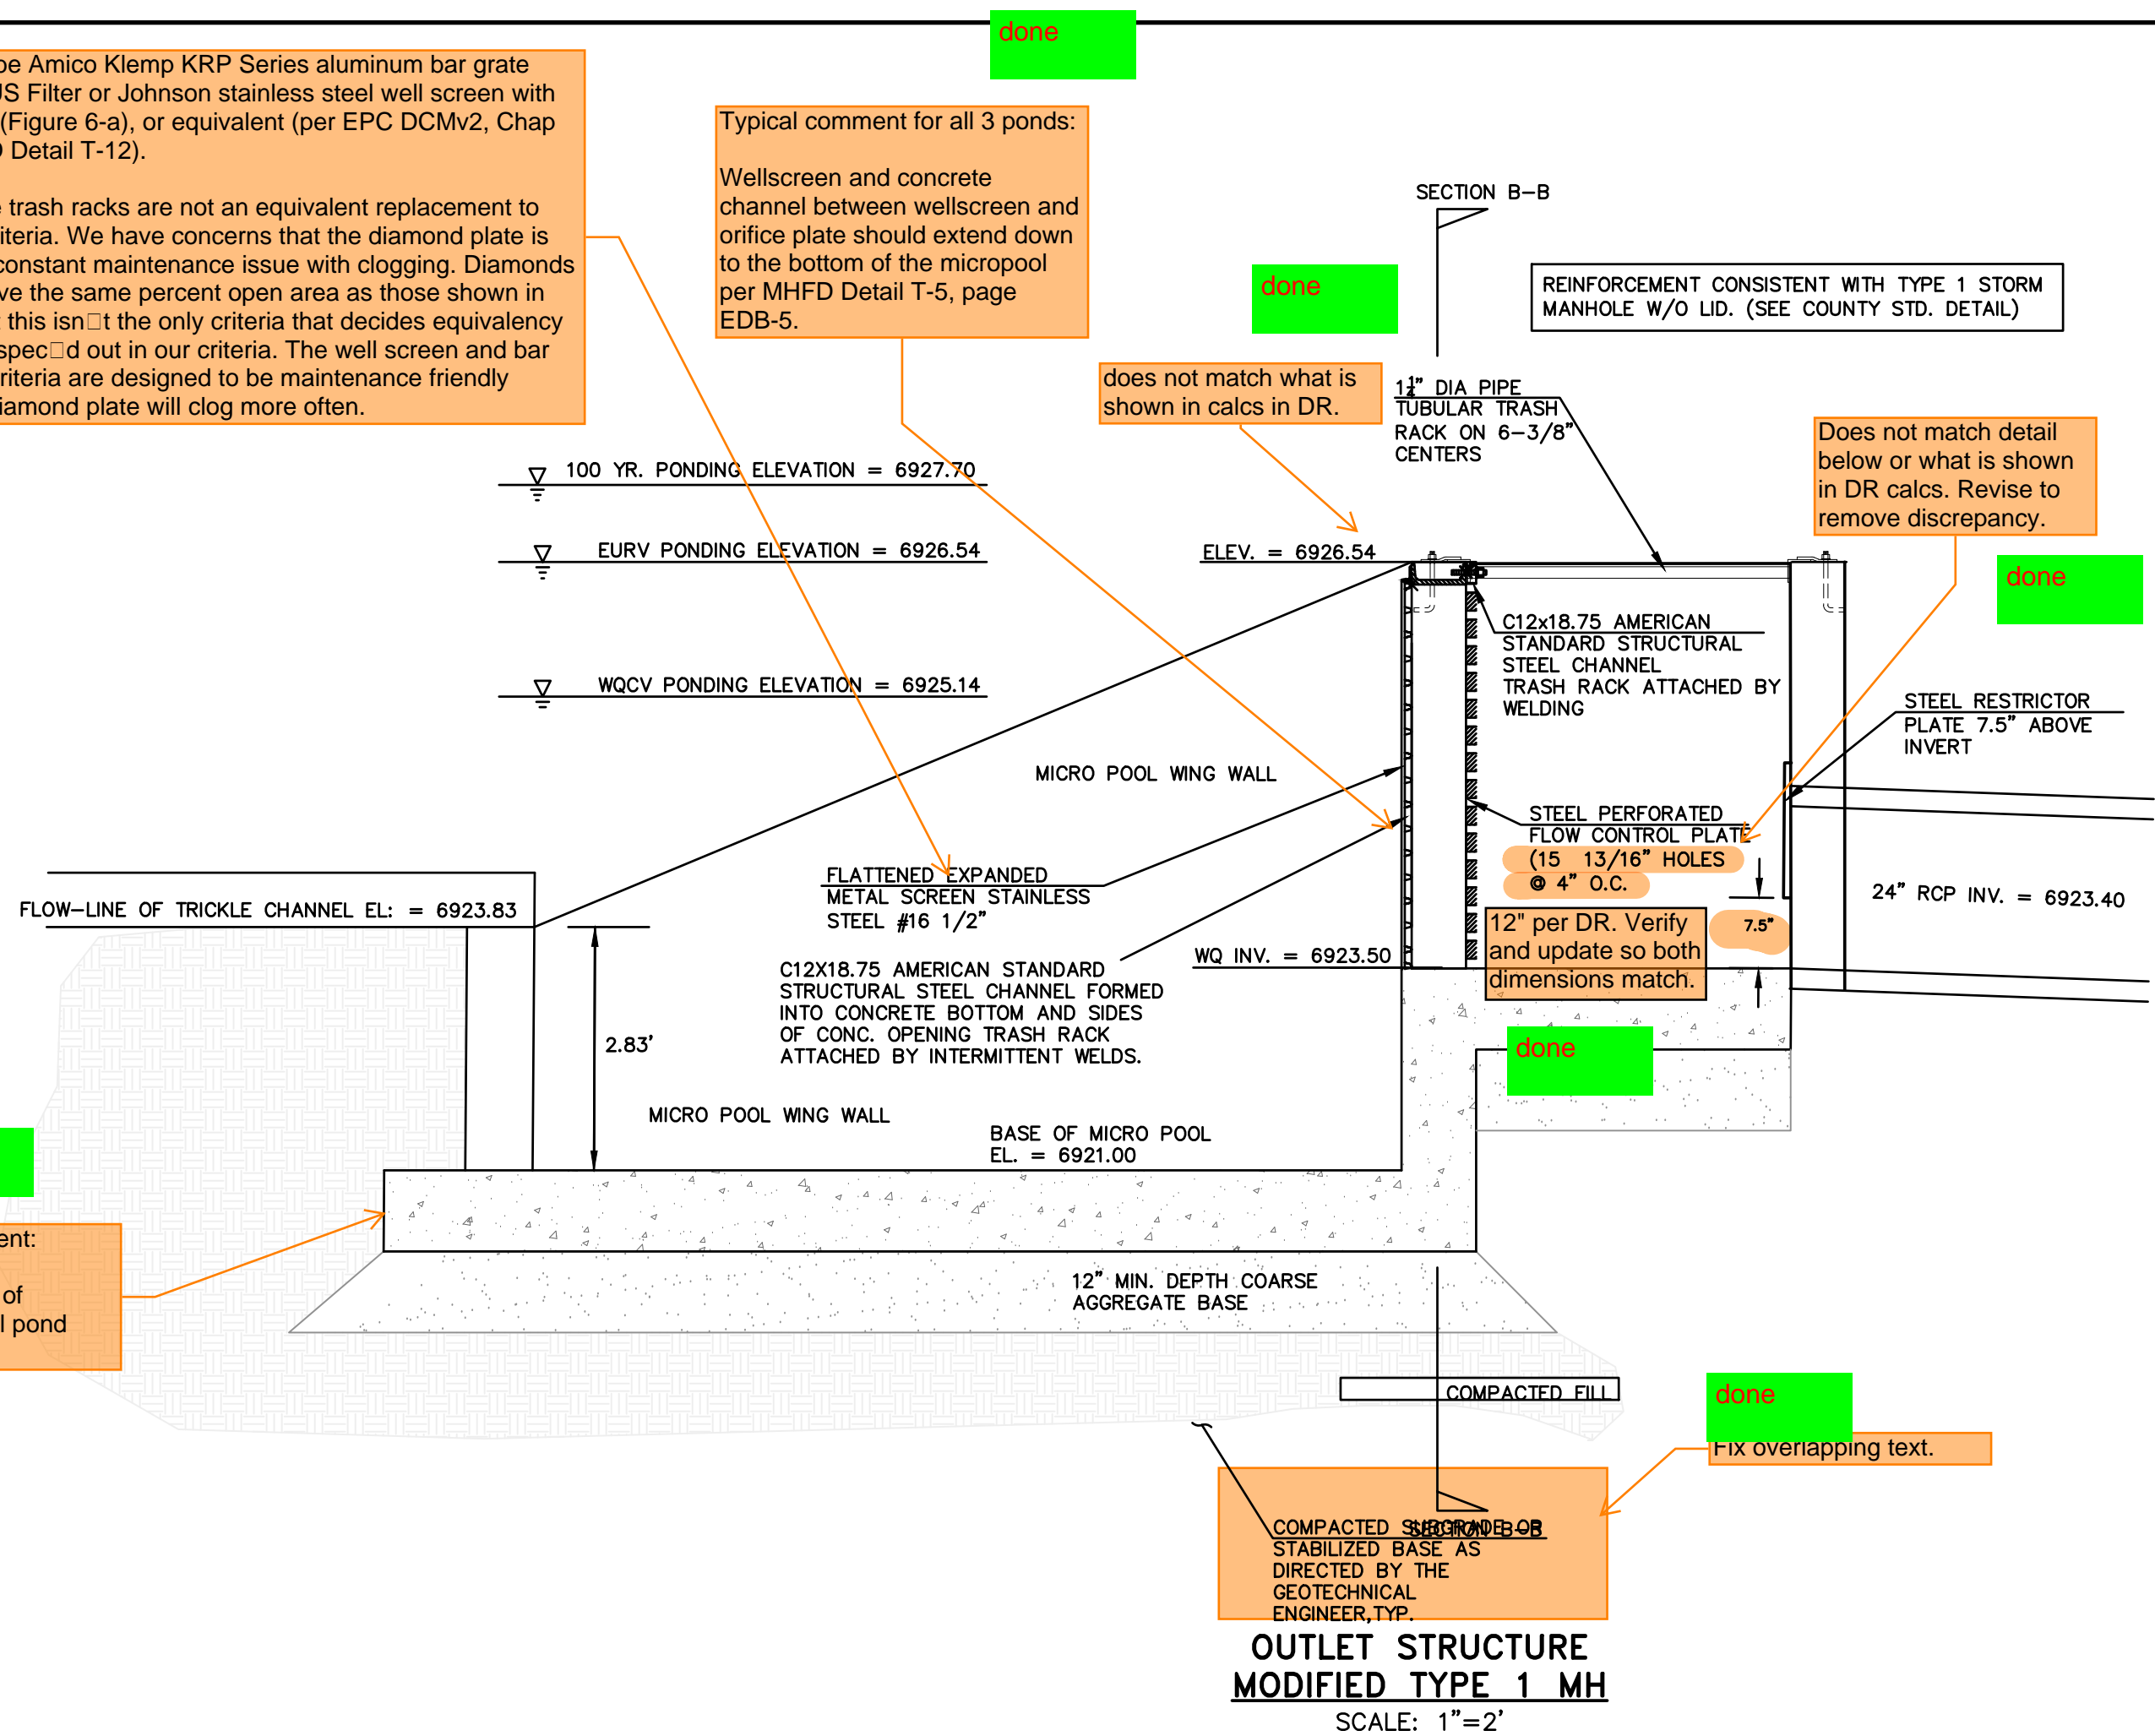 done
be Amico Klemp KRP Series aluminum bar grate
US Filter or Johnson stainless steel well screen with
(Figure 6-a), or equivalent (per EPC DCMv2, Chap
Detail T-12).
trash racks are not an equivalent replacement to
We have concerns that the diamond plate is
constant maintenance issue with clogging. Diamonds
the same percent open area as those shown in
this isn□t the only criteria that decides equivalency
spec□d out in our criteria. The well screen and bar
are designed to be maintenance friendly
plate will clog more often.
Typical comment for all 3 ponds:
Wellscreen and concrete
channel between wellscreen and
orifice plate should extend down
to the bottom of the micropool
per MHFD Detail T-5, page
EDB-5.
SECTION B-B
done
REINFORCEMENT CONSISTENT WITH TYPE 1 STORM
MANHOLE W/O LID. (SEE COUNTY STD. DETAIL)
does not match what is
shown in calcs in DR.
1 1/4" DIA PIPE
TUBULAR TRASH
RACK ON 6-3/8"
CENTERS
Does not match detail
below or what is shown
in DR calcs. Revise to
remove discrepancy.
done
100 YR. PONDING ELEVATION = 6927.70
EURV PONDING ELEVATION = 6926.54
WQCV PONDING ELEVATION = 6925.14
ELEV. = 6926.54
C12x18.75 AMERICAN
STANDARD STRUCTURAL
STEEL CHANNEL
TRASH RACK ATTACHED BY
WELDING
STEEL RESTRICTOR
PLATE 7.5" ABOVE
INVERT
MICRO POOL WING WALL
STEEL PERFORATED
FLOW CONTROL PLATE
(15 13/16" HOLES
@ 4" O.C.
FLATTENED EXPANDED
METAL SCREEN STAINLESS
STEEL #16 1/2"
24" RCP INV. = 6923.40
FLOW-LINE OF TRICKLE CHANNEL EL: = 6923.83
12" per DR. Verify
and update so both
dimensions match.
7.5"
WQ INV. = 6923.50
C12X18.75 AMERICAN STANDARD
STRUCTURAL STEEL CHANNEL FORMED
INTO CONCRETE BOTTOM AND SIDES
OF CONC. OPENING TRASH RACK
ATTACHED BY INTERMITTENT WELDS.
2.83'
done
MICRO POOL WING WALL
BASE OF MICRO POOL
EL. = 6921.00
of
pond
12" MIN. DEPTH COARSE
AGGREGATE BASE
COMPACTED FILL
done
Fix overlapping text.
COMPACTED SUBGRADE OR
SECTION B-B
STABILIZED BASE AS
DIRECTED BY THE
GEOTECHNICAL
ENGINEER,TYP.
OUTLET STRUCTURE
MODIFIED TYPE 1 MH
SCALE: 1"=2'